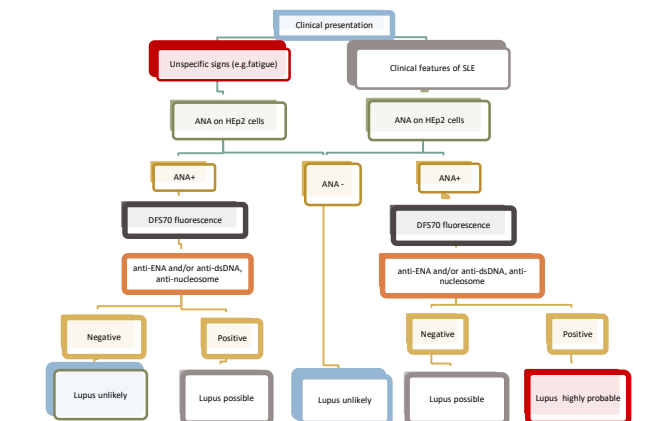 Clinical presentation
Unspecific signs (e.g.fatigue)
Clinical features of SLE
ANA on HEp2 cells
ANA on HEp2 cells
ANA+
ANA -
ANA+
DFS70 fluorescence
DFS70 fluorescence
anti-ENA and/or anti-dsDNA,
anti-nucleosome
anti-ENA and/or anti-dsDNA, anti-
nucleosome
Negative
Positive
Negative
Positive
Lupus unlikely
Lupus possible
Lupus unlikely
Lupus possible
Lupus highly probable